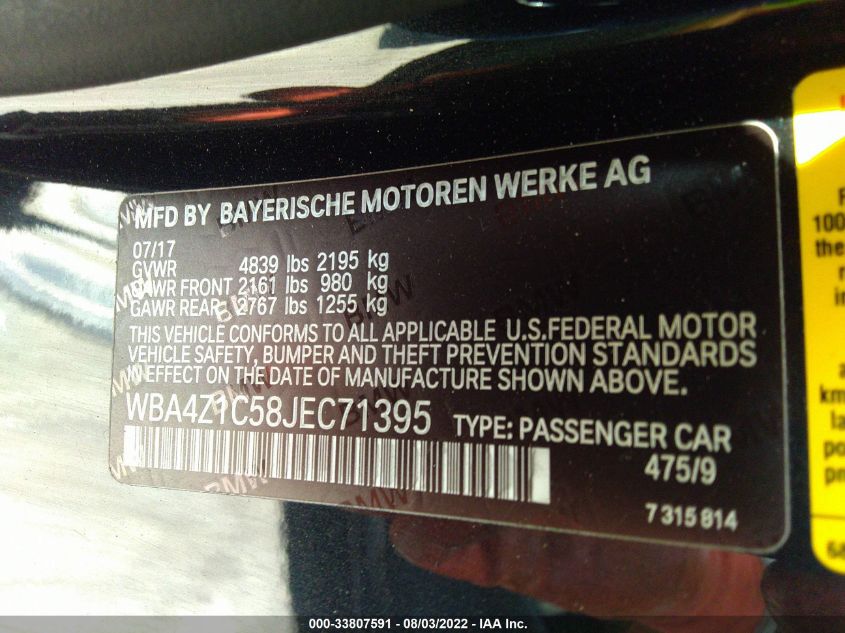 MFD BY BAYERISCHE MOTOREN WERKE AG
07/17
GVWR 4839 lbs 2195 kg
GAWR FRONT 2161 lbs 980 kg
GAWR REAR 2767 lbs 1255 kg
THIS VEHICLE CONFORMS TO ALL APPLICABLE U.S.FEDERAL MOTOR
VEHICLE SAFETY, BUMPER AND THEFT PREVENTION STANDARDS
IN EFFECT ON THE DATE OF MANUFACTURE SHOWN ABOVE.
WBA4Z1C58JEC71395 TYPE: PASSENGER CAR
475/9
7 315 814
100
the
km
000-33807591 - 08/03/2022 - IAA Inc.